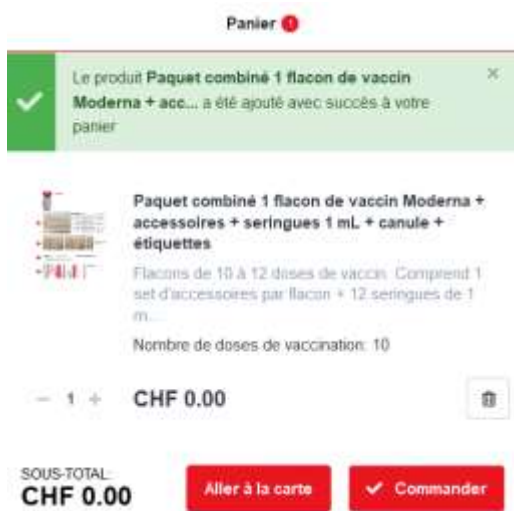 Panier
Le produit Paquet combiné 1 flacon de vaccin
Moderna + acc... a été ajouté avec succès à votre
panier
Paquet combiné 1 flacon de vaccin Moderna +
accessoires + seringues 1 mL + canule +
étiquettes
Flacons de 10 à 12 doses de vaccin. Comprend 1
set d'accessoires par flacon + 12 seringues de 1
m...
Nombre de doses de vaccination: 10
− 1 + CHF 0.00
SOUS-TOTAL:
CHF 0.00
Aller à la carte
Commander